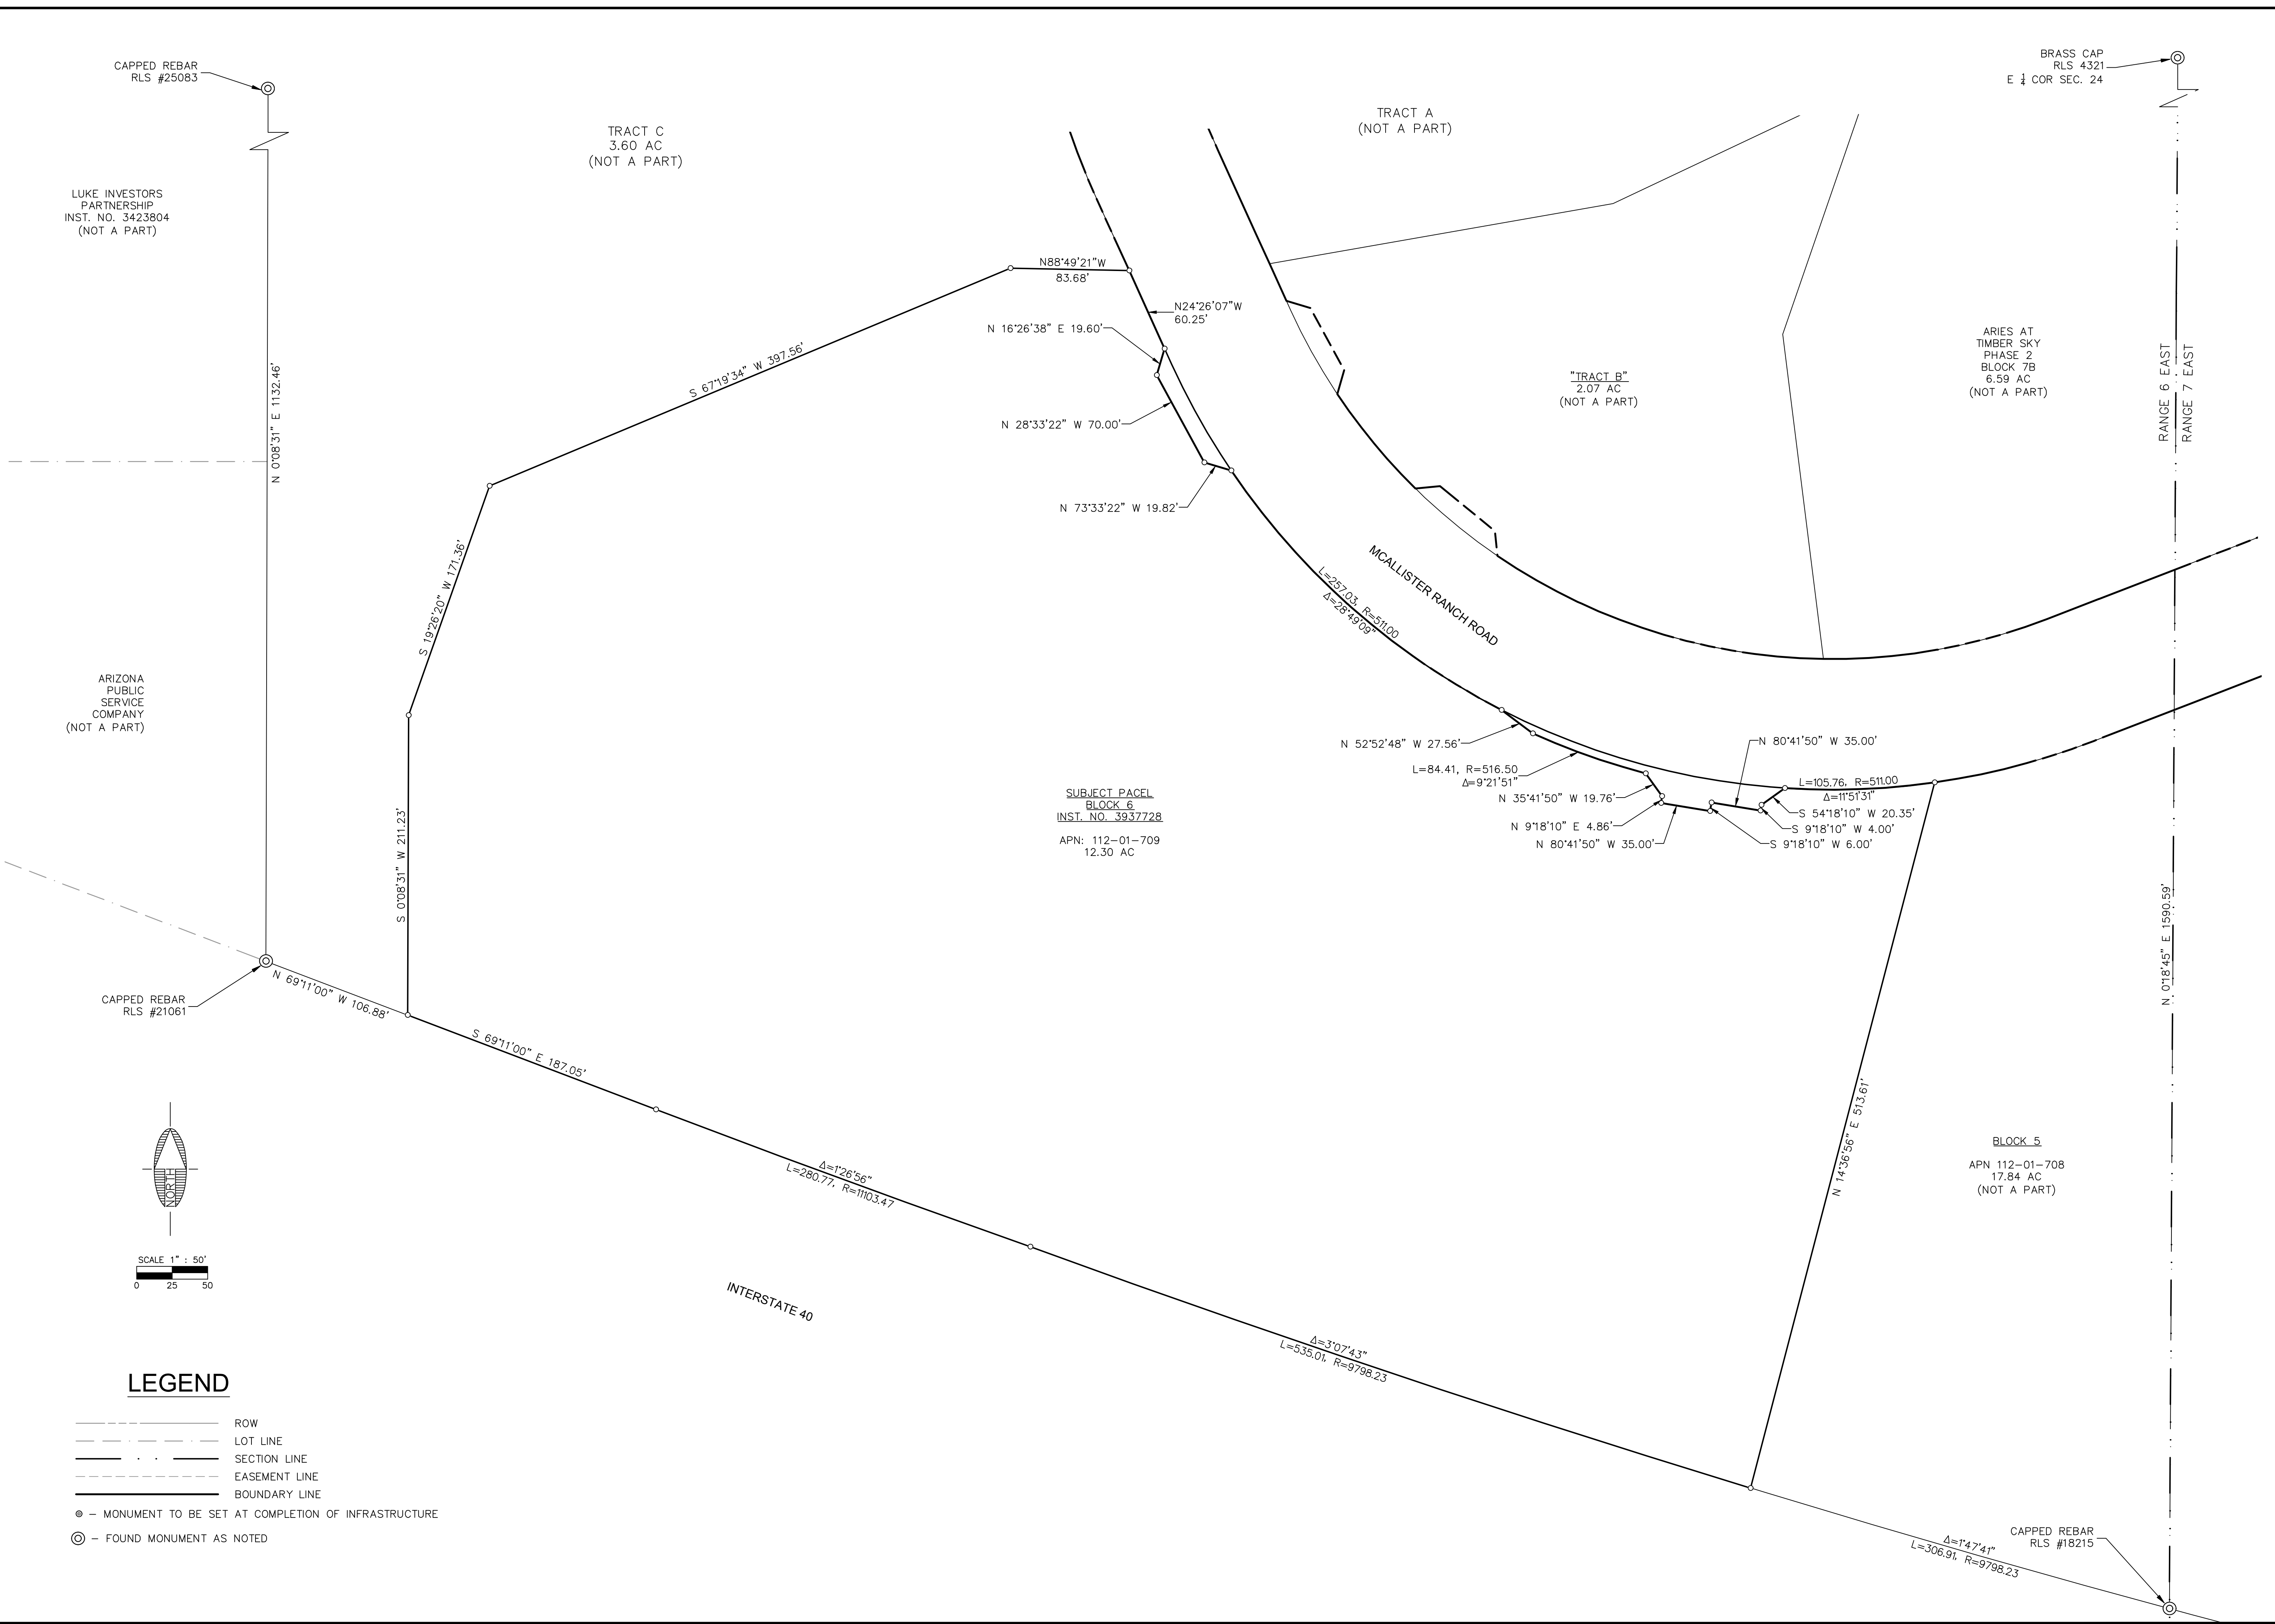 CAPPED REBAR
RLS #25083
BRASS CAP
RLS 4321
E 1/4 COR SEC. 24
TRACT C
3.60 AC
(NOT A PART)
TRACT A
(NOT A PART)
LUKE INVESTORS
PARTNERSHIP
INST. NO. 3423804
(NOT A PART)
N88°49'21"W
83.68'
N24°26'07"W
60.25'
N 16°26'38" E 19.60'
N 28°33'22" W 70.00'
N 73°33'22" W 19.82'
S 67°19'34" W 397.56'
N 0°08'31" E 1132.46'
"TRACT B"
2.07 AC
(NOT A PART)
ARIES AT
TIMBER SKY
PHASE 2
BLOCK 7B
6.59 AC
(NOT A PART)
RANGE 6 EAST
RANGE 7 EAST
S 19°26'20" W 171.36'
L=257.03, R=511.00
Δ=28°49'09"
MCALLISTER RANCH ROAD
ARIZONA
PUBLIC
SERVICE
COMPANY
(NOT A PART)
N 52°52'48" W 27.56'
L=84.41, R=516.50
Δ=9°21'51"
N 35°41'50" W 19.76'
N 9°18'10" E 4.86'
N 80°41'50" W 35.00'
N 80°41'50" W 35.00'
L=105.76, R=511.00
Δ=11°51'31"
S 54°18'10" W 20.35'
S 9°18'10" W 4.00'
S 9°18'10" W 6.00'
SUBJECT PACEL
BLOCK 6
INST. NO. 3937728
APN: 112-01-709
12.30 AC
S 0°08'31" W 211.23'
N 0°18'45" E 1590.59'
CAPPED REBAR
RLS #21061
N 69°11'00" W 106.88'
S 69°11'00" E 187.05'
N 14°36'56" E 513.61'
BLOCK 5
APN 112-01-708
17.84 AC
(NOT A PART)
NORTH
Δ=1°26'56"
L=280.77, R=11103.47
SCALE 1" : 50'
0 25 50
INTERSTATE 40
Δ=3°07'43"
L=535.01, R=9798.23
LEGEND
ROW
LOT LINE
SECTION LINE
EASEMENT LINE
BOUNDARY LINE
– MONUMENT TO BE SET AT COMPLETION OF INFRASTRUCTURE
– FOUND MONUMENT AS NOTED
CAPPED REBAR
RLS #18215
Δ=1°47'41"
L=306.91, R=9798.23